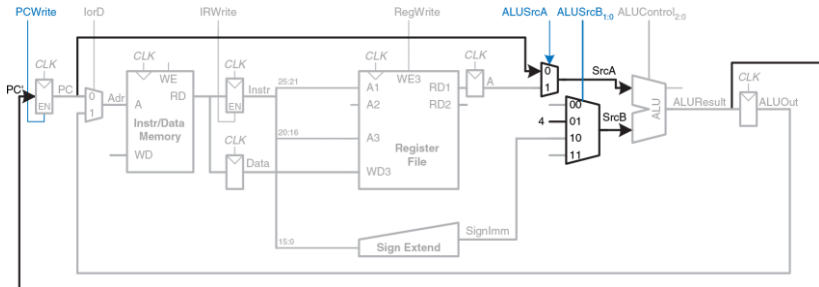 PCWrite IorD IRWrite RegWrite ALUSrcA ALUSrcB1:0 ALUControl2:0
CLK CLK CLK CLK CLK CLK
PC' PC EN 0 1 Adr A WE RD Instr/Data Memory WD
EN Instr 25:21 20:16 15:0
CLK Data
A1 A2 A3 WD3 WE3 RD1 RD2 Register File
A 0 1 SrcA
4 00 01 10 11 SrcB
ALU ALUResult ALUOut
SignImm
Sign Extend